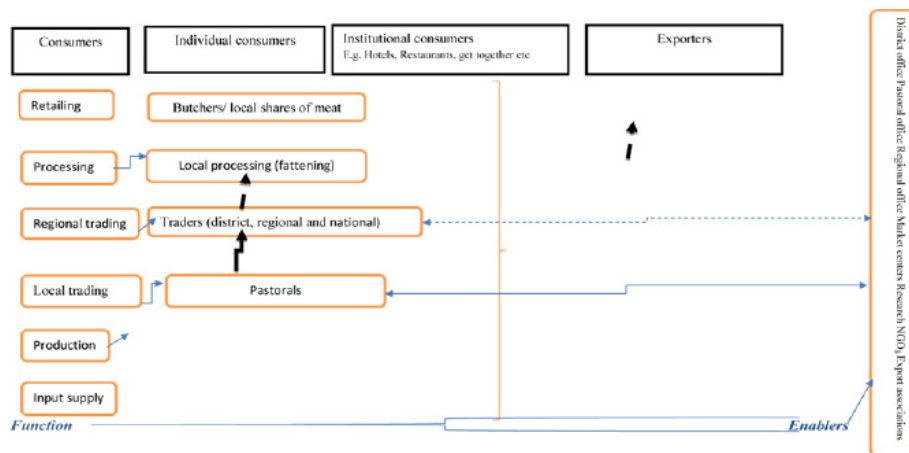 Consumers
Individual consumers
Institutional consumers
E.g. Hotels, Restaurants, get together etc
Exporters
Retailing
Butchers/ local shares of meat
Processing
Local processing (fattening)
Regional trading
Traders (district, regional and national)
Local trading
Pastorals
Production
Input supply
Function
Enablers
District office Pastoral office Regional office Market centers Research NGOs Export associations